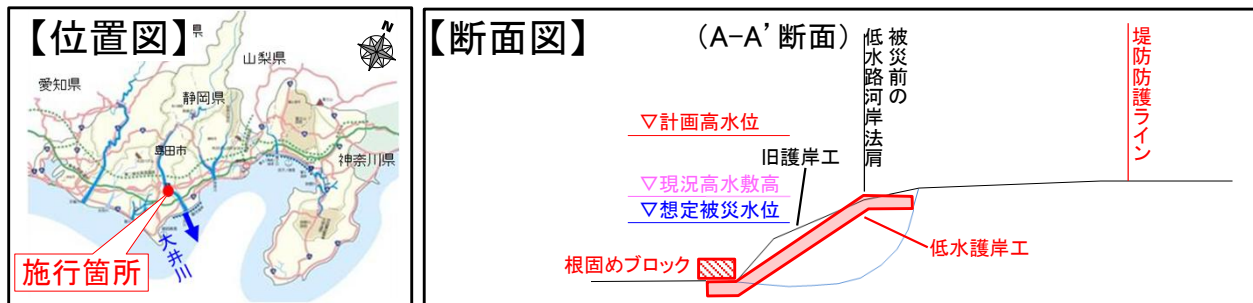 【位置図】
県
N
山梨県
愛知県
静岡県
島田市
神奈川県
大井川
施行箇所
【断面図】
(A-A’断面)
被災前の
低水路河岸法肩
堤防防護ライン
▽計画高水位
旧護岸工
▽現況高水敷高
▽想定被災水位
低水護岸工
根固めブロック